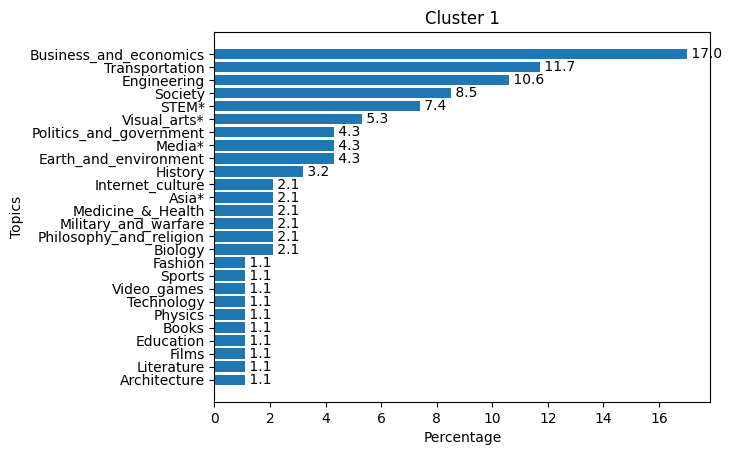 Cluster 1
Business_and_economics 17.0
Transportation 11.7
Engineering 10.6
Society 8.5
STEM* 7.4
Visual_arts* 5.3
Politics_and_government 4.3
Media* 4.3
Earth_and_environment 4.3
History 3.2
Internet_culture 2.1
Asia* 2.1
Medicine_&_Health 2.1
Military_and_warfare 2.1
Philosophy_and_religion 2.1
Biology 2.1
Fashion 1.1
Sports 1.1
Video_games 1.1
Technology 1.1
Physics 1.1
Books 1.1
Education 1.1
Films 1.1
Literature 1.1
Architecture 1.1
Topics
0 2 4 6 8 10 12 14 16
Percentage